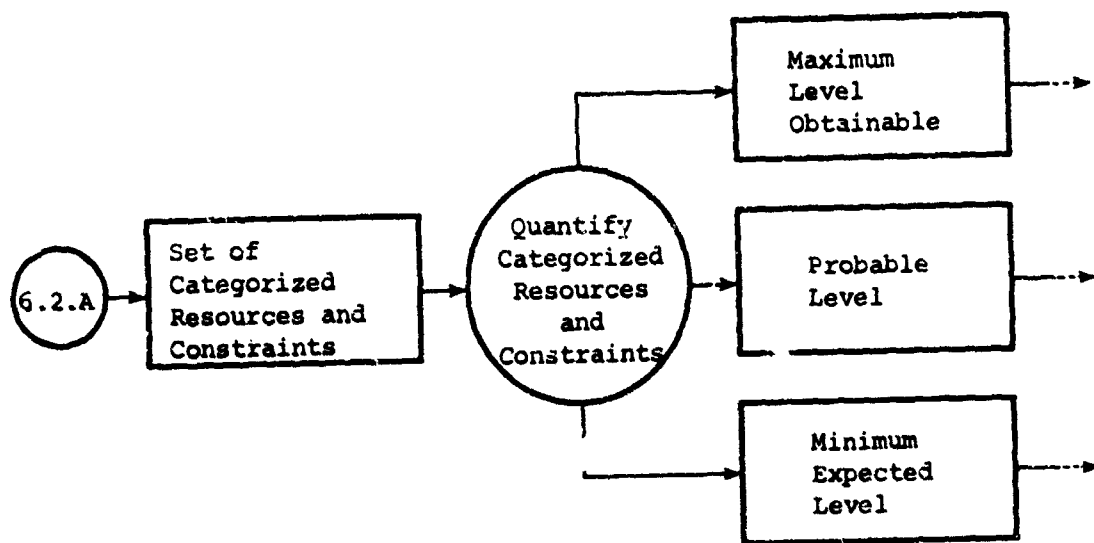 6.2.A
Set of
Categorized
Resources and
Constraints
Quantify
Categorized
Resources
and
Constraints
Maximum
Level
Obtainable
Probable
Level
Minimum
Expected
Level